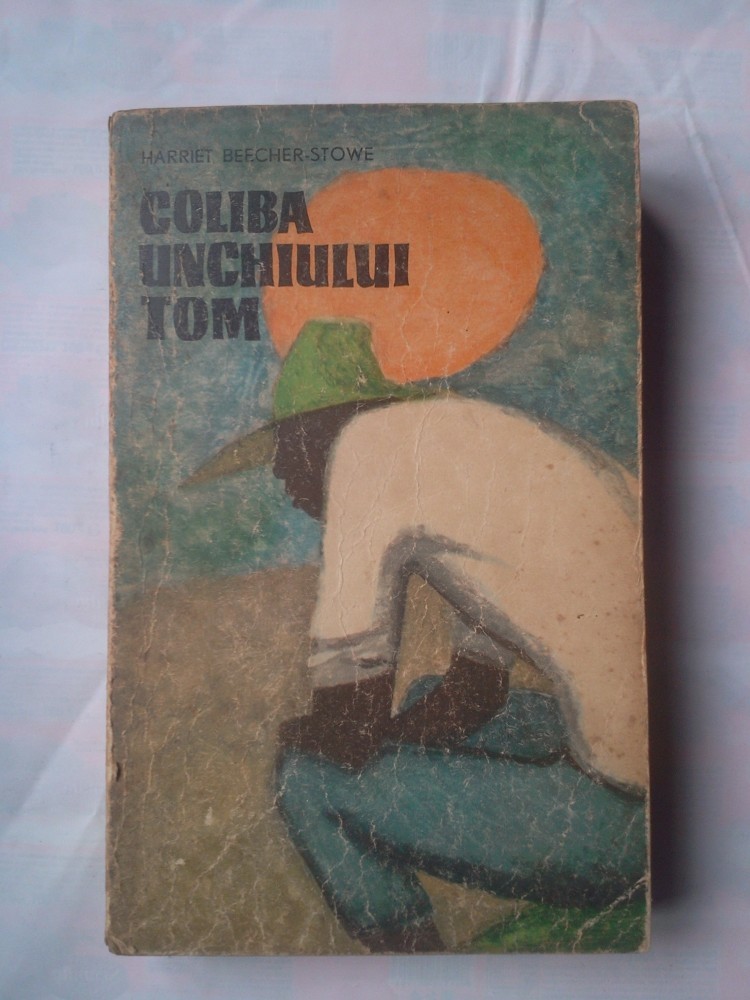 HARRIET BEECHER-STOWE
COLIBA
UNCHIULUI
TOM